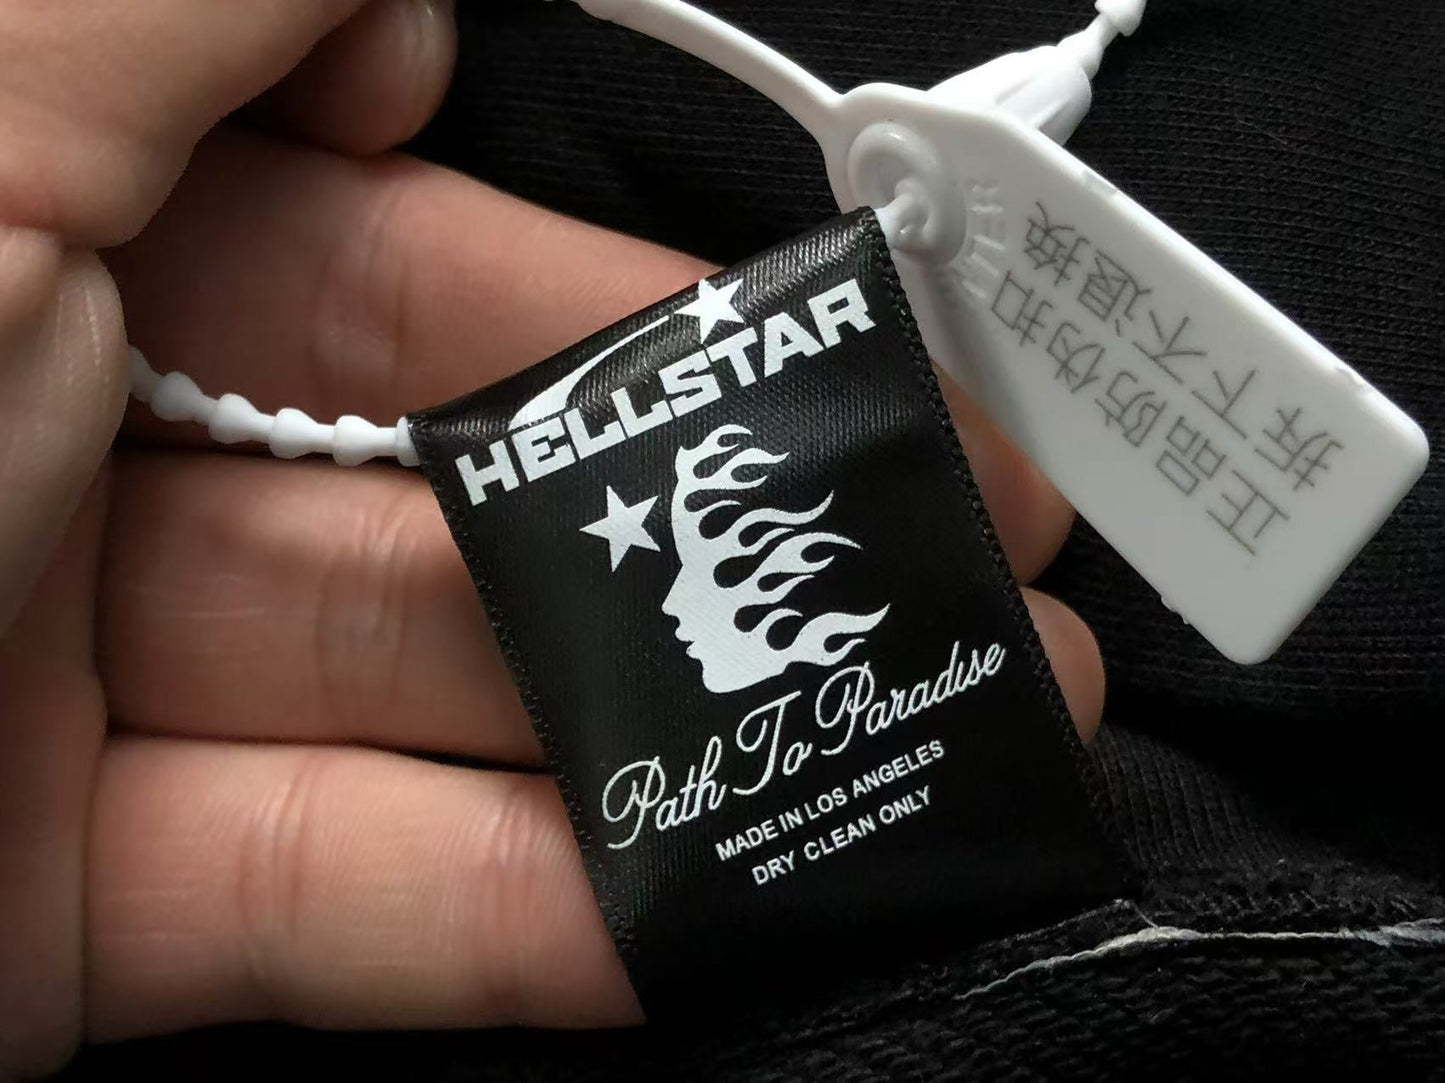 HELLSTAR
Path To Paradise
MADE IN LOS ANGELES
DRY CLEAN ONLY
正品防伪扣
拆下不退换